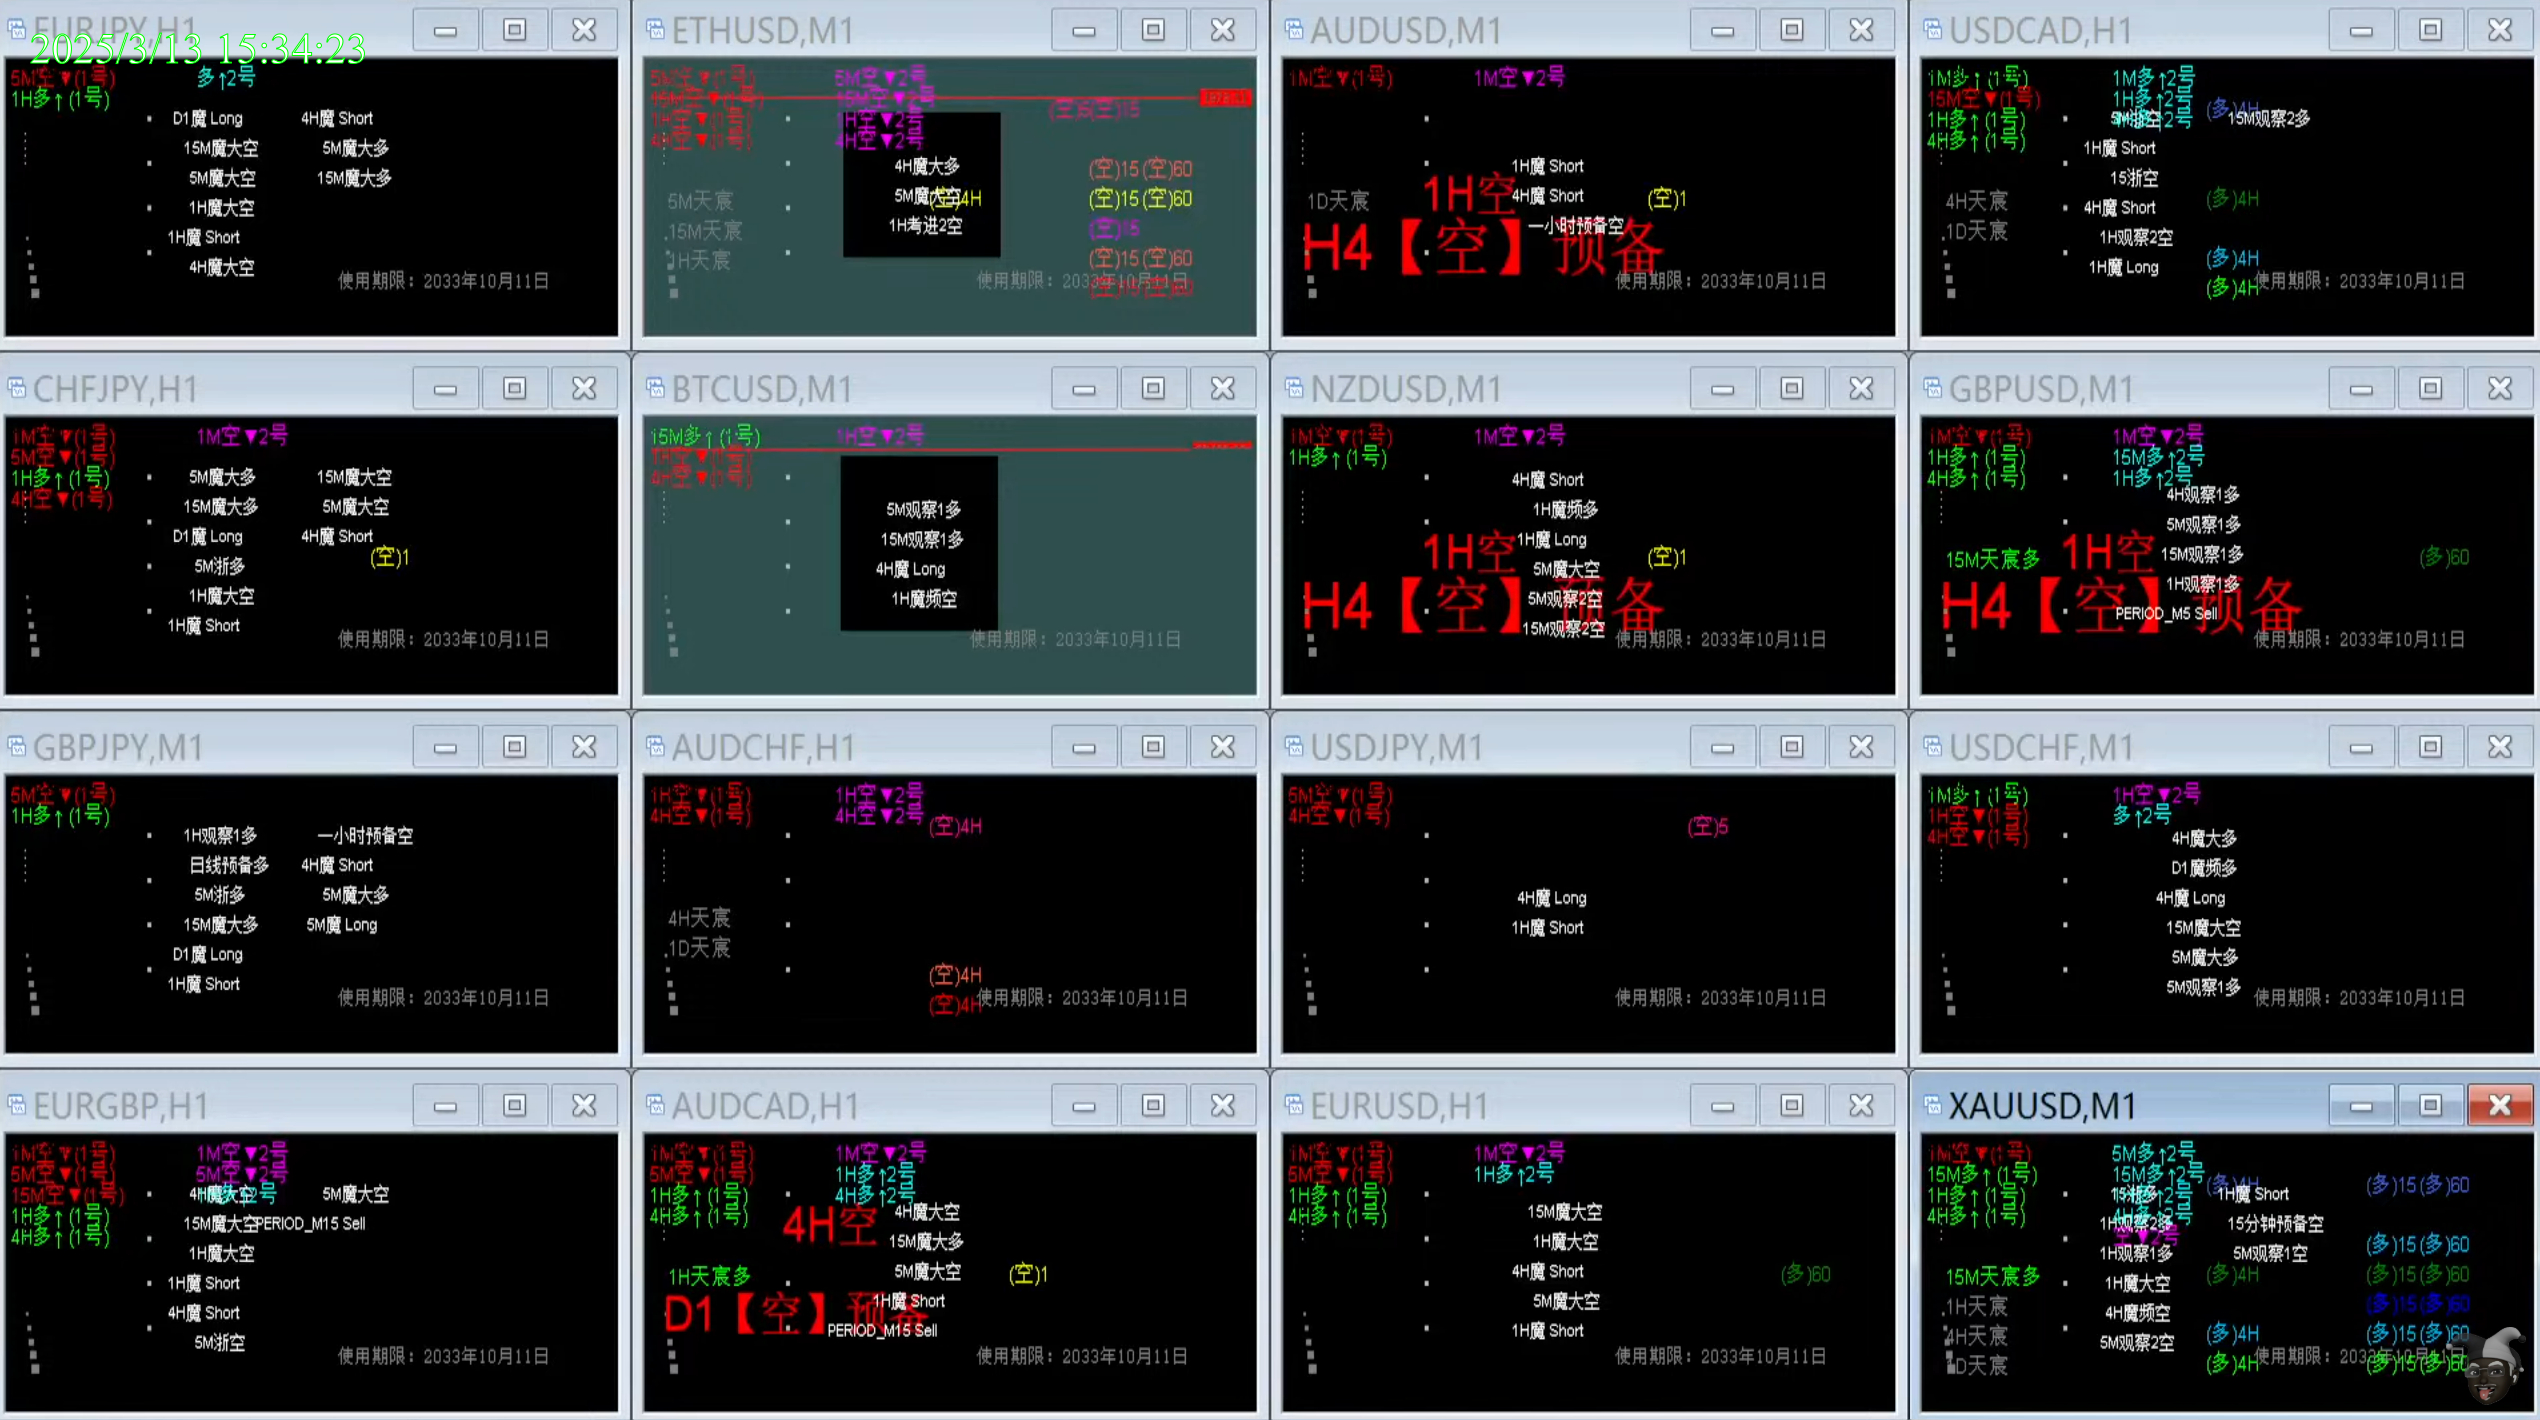 EURJPY,H1
2025/3/13 15:34:23
5M空▼(1号)
多↑2号
1H多↑(1号)
D1魔 Long
4H魔 Short
15M魔大空
5M魔大多
5M魔大空
15M魔大多
1H魔大空
1H魔 Short
4H魔大空
使用期限：2033年10月11日
ETHUSD,M1
5M空▼(1号)
5M空▼2号
15M空▼(1号)
15M空▼2号
1H空▼(1号)
1H空▼2号
4H空▼(1号)
4H空▼2号
4H魔大多
(空)15(空)60
5M天宸
5M魔大空
(空)4H
(空)15(空)60
15M天宸
1H考进2空
(空)15
1H天宸
(空)15(空)60
使用期限：2033年10月11日
(空)15(空)60
AUDUSD,M1
1M空▼(1号)
1M空▼2号
1H魔 Short
1D天宸
1H空
4H魔 Short
(空)1
一小时预备空
H4【空】预备
使用期限：2033年10月11日
USDCAD,H1
1M多↑(1号)
1M多↑2号
15M空▼(1号)
1H多↑2号
(多)4H
1H多↑(1号)
15M观察2多
4H多↑(1号)
1H魔 Short
15浙空
4H天宸
4H魔 Short
(多)4H
1D天宸
1H观察2空
1H魔 Long
(多)4H
(多)4H
使用期限：2033年10月11日
CHFJPY,H1
1M空▼(1号)
1M空▼2号
5M空▼(1号)
1H多↑(1号)
4H空▼(1号)
5M魔大多
15M魔大空
15M魔大多
5M魔大空
D1魔 Long
4H魔 Short
(空)1
5M浙多
1H魔大空
1H魔 Short
使用期限：2033年10月11日
BTCUSD,M1
15M多↑(1号)
1H空▼2号
1H空▼(1号)
4H空▼(1号)
5M观察1多
15M观察1多
4H魔 Long
1H魔频空
使用期限：2033年10月11日
NZDUSD,M1
1M空▼(1号)
1M空▼2号
1H多↑(1号)
4H魔 Short
1H魔频多
1H空
1H魔 Long
(空)1
5M魔大空
5M观察2空
H4【空】预备
15M观察2空
使用期限：2033年10月11日
GBPUSD,M1
1M空▼(1号)
1M空▼2号
1H多↑(1号)
15M多↑2号
4H多↑(1号)
1H多↑2号
4H观察1多
5M观察1多
15M天宸多
1H空
15M观察1多
(多)60
1H观察1多
H4【空】预备
PERIOD_M5 Sell
使用期限：2033年10月11日
GBPJPY,M1
5M空▼(1号)
1H多↑(1号)
1H观察1多
一小时预备空
日线预备多
4H魔 Short
5M浙多
5M魔大多
15M魔大多
5M魔 Long
D1魔 Long
1H魔 Short
使用期限：2033年10月11日
AUDCHF,H1
1H空▼(1号)
1H空▼2号
4H空▼(1号)
4H空▼2号
(空)4H
4H天宸
1D天宸
(空)4H
(空)4H
使用期限：2033年10月11日
USDJPY,M1
5M空▼(1号)
4H空▼(1号)
(空)5
4H魔 Long
1H魔 Short
使用期限：2033年10月11日
USDCHF,M1
1M多↑(1号)
1H空▼2号
1H空▼(1号)
多↑2号
4H空▼(1号)
4H魔大多
D1魔频多
4H魔 Long
15M魔大空
5M魔大多
5M观察1多
使用期限：2033年10月11日
EURGBP,H1
1M空▼(1号)
1M空▼2号
5M空▼(1号)
5M空▼2号
15M空▼(1号)
4H魔大空
5M魔大空
1H多↑(1号)
15M魔大空
PERIOD_M15 Sell
4H多↑(1号)
1H魔大空
1H魔 Short
4H魔 Short
5M浙空
使用期限：2033年10月11日
AUDCAD,H1
1M空▼(1号)
1M空▼2号
5M空▼(1号)
1H多↑2号
1H多↑(1号)
4H多↑2号
4H多↑(1号)
4H空
4H魔大空
15M魔大多
1H天宸多
5M魔大空
(空)1
1H魔 Short
D1【空】预备
PERIOD_M15 Sell
使用期限：2033年10月11日
EURUSD,H1
1M空▼(1号)
1M空▼2号
5M空▼(1号)
1H多↑2号
1H多↑(1号)
4H多↑(1号)
15M魔大空
1H魔大空
4H魔 Short
(多)60
5M魔大空
1H魔 Short
使用期限：2033年10月11日
XAUUSD,M1
1M空▼(1号)
5M多↑2号
15M多↑(1号)
15M多↑2号
(多)4H
(多)15(多)60
1H多↑(1号)
1H魔 Short
4H多↑(1号)
4H多↑2号
1H观察2多
15分钟预备空
空▼2号
(多)15(多)60
1H观察1多
5M观察1空
15M天宸多
1H魔大空
(多)4H
(多)15(多)60
1H天宸
4H魔频空
(多)15(多)60
4H天宸
5M观察2空
(多)4H
(多)15(多)60
1D天宸
(多)4H
使用期限：2033年10月11日
(多)15(多)60